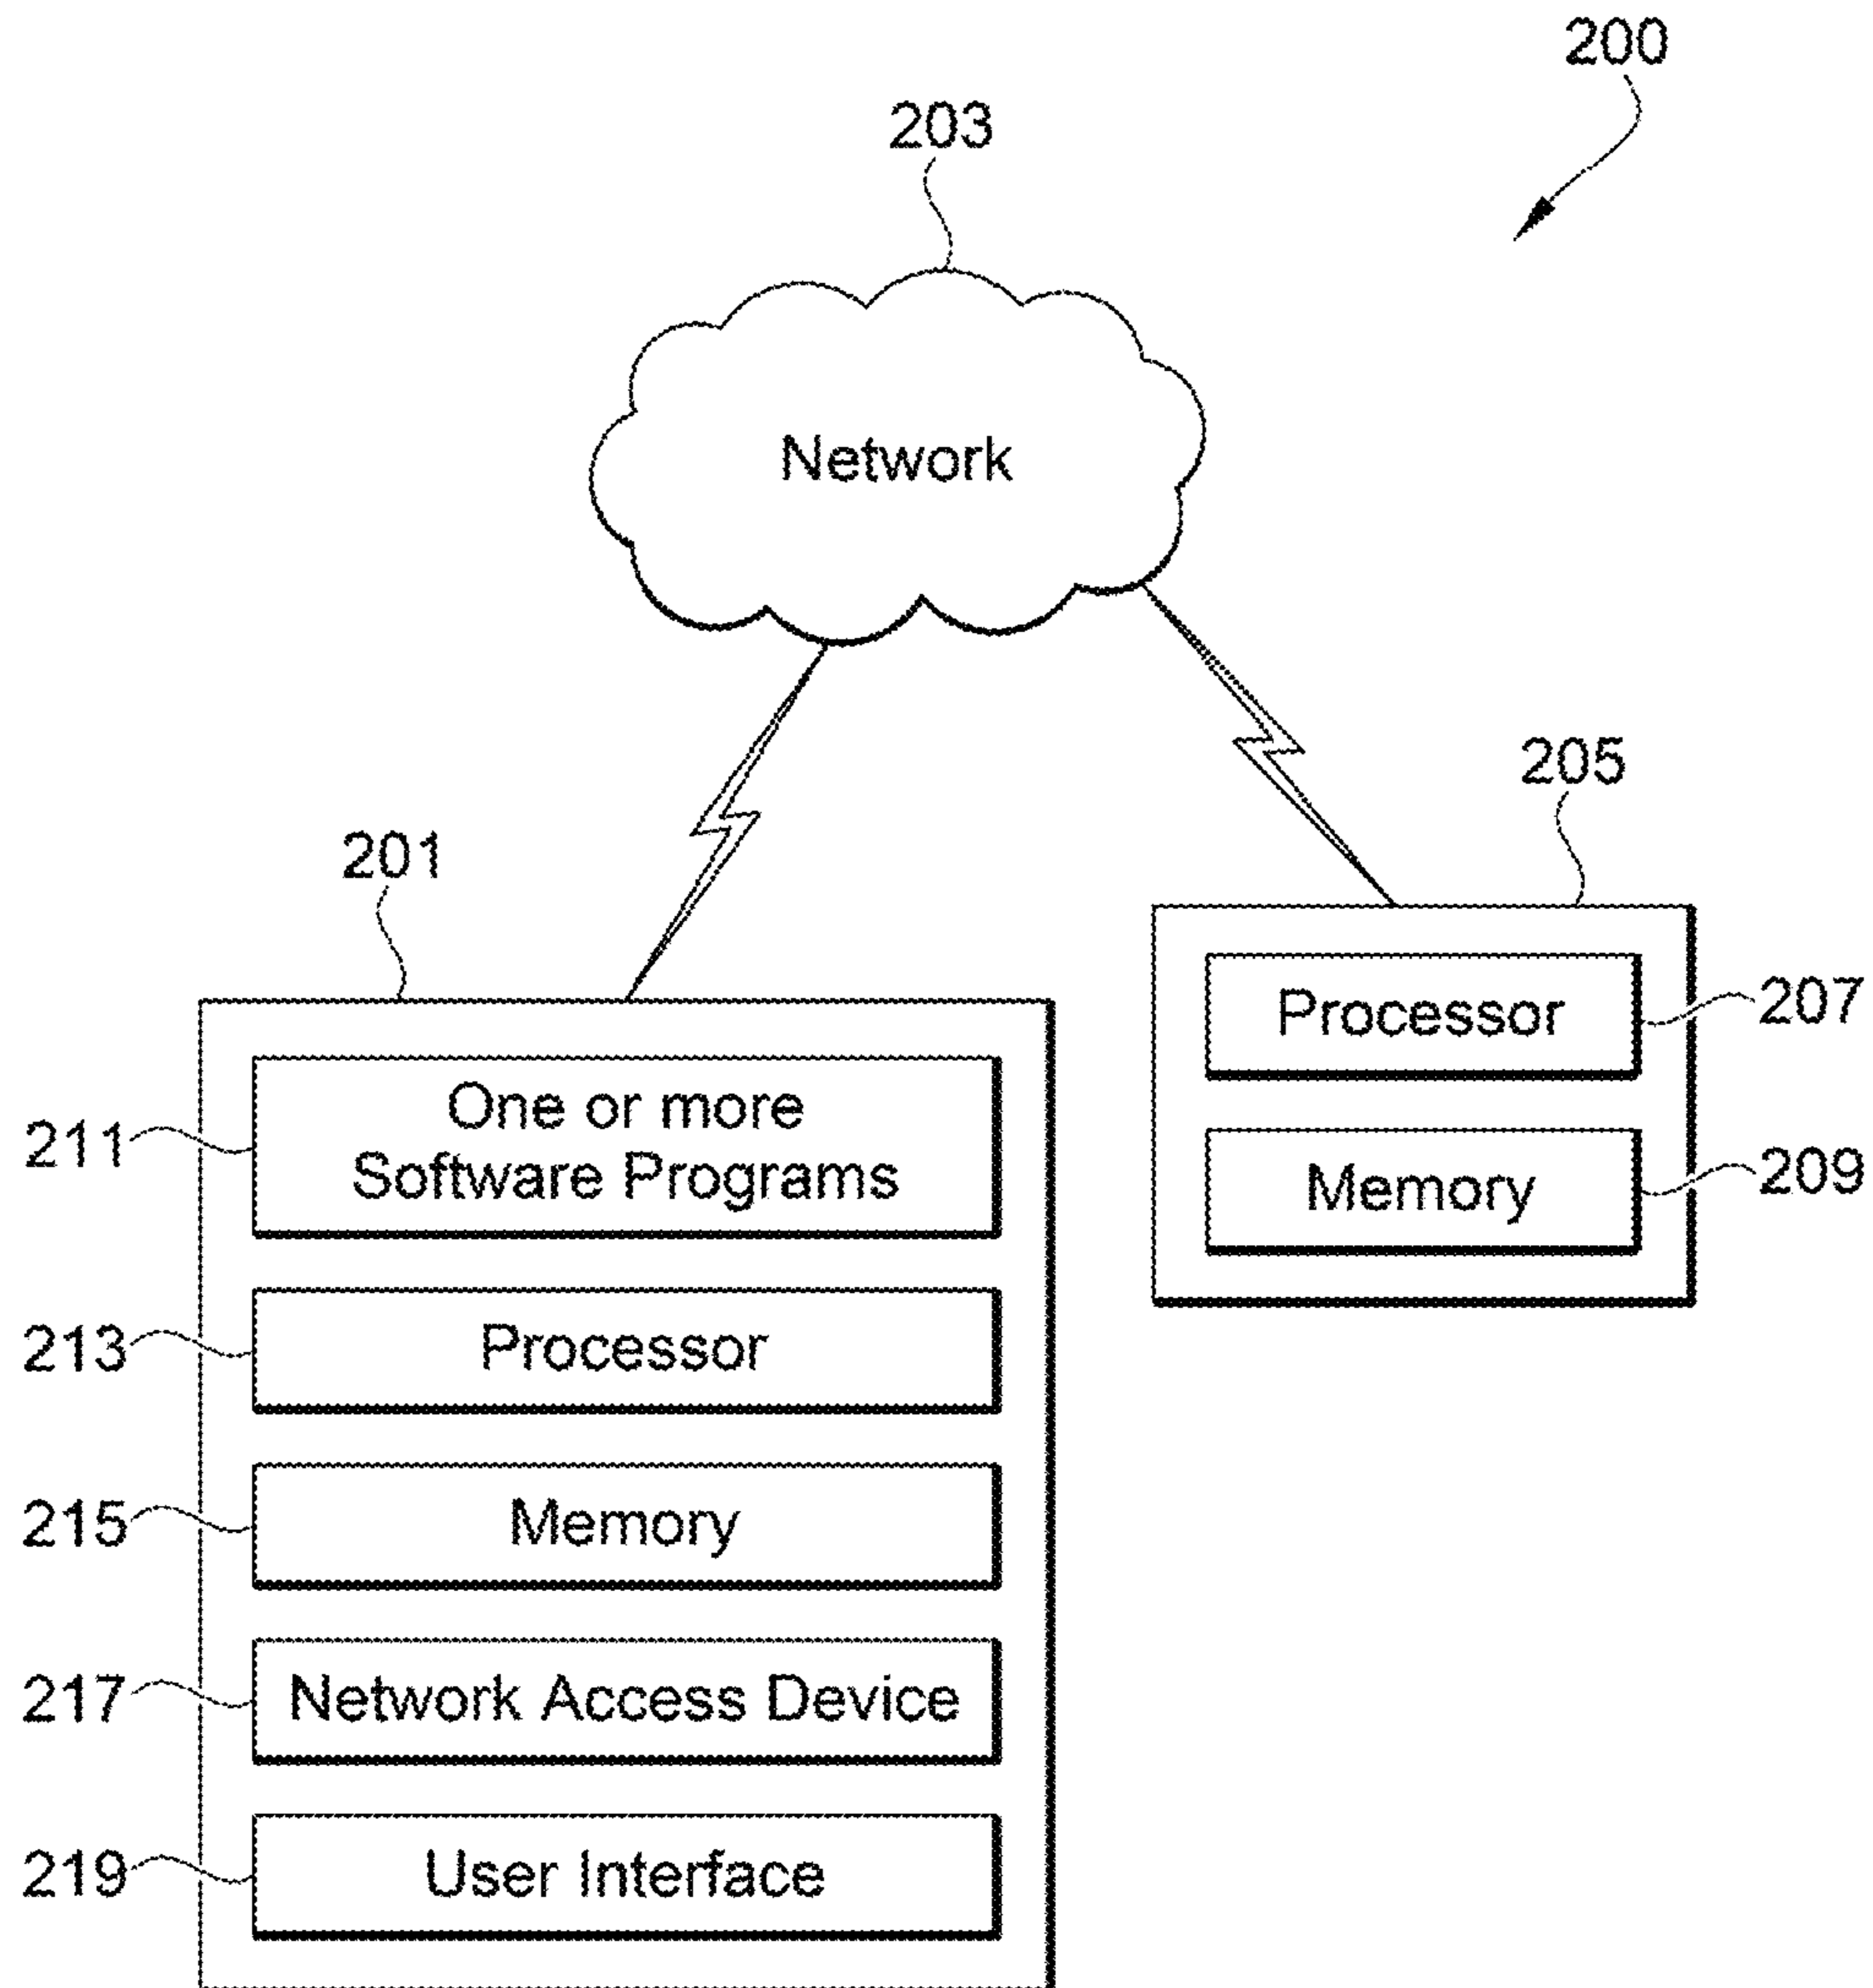 200
203
Network
205
201
Processor
207
One or more
Software Programs
211
Memory
209
213
Processor
215
Memory
217
Network Access Device
219
User Interface